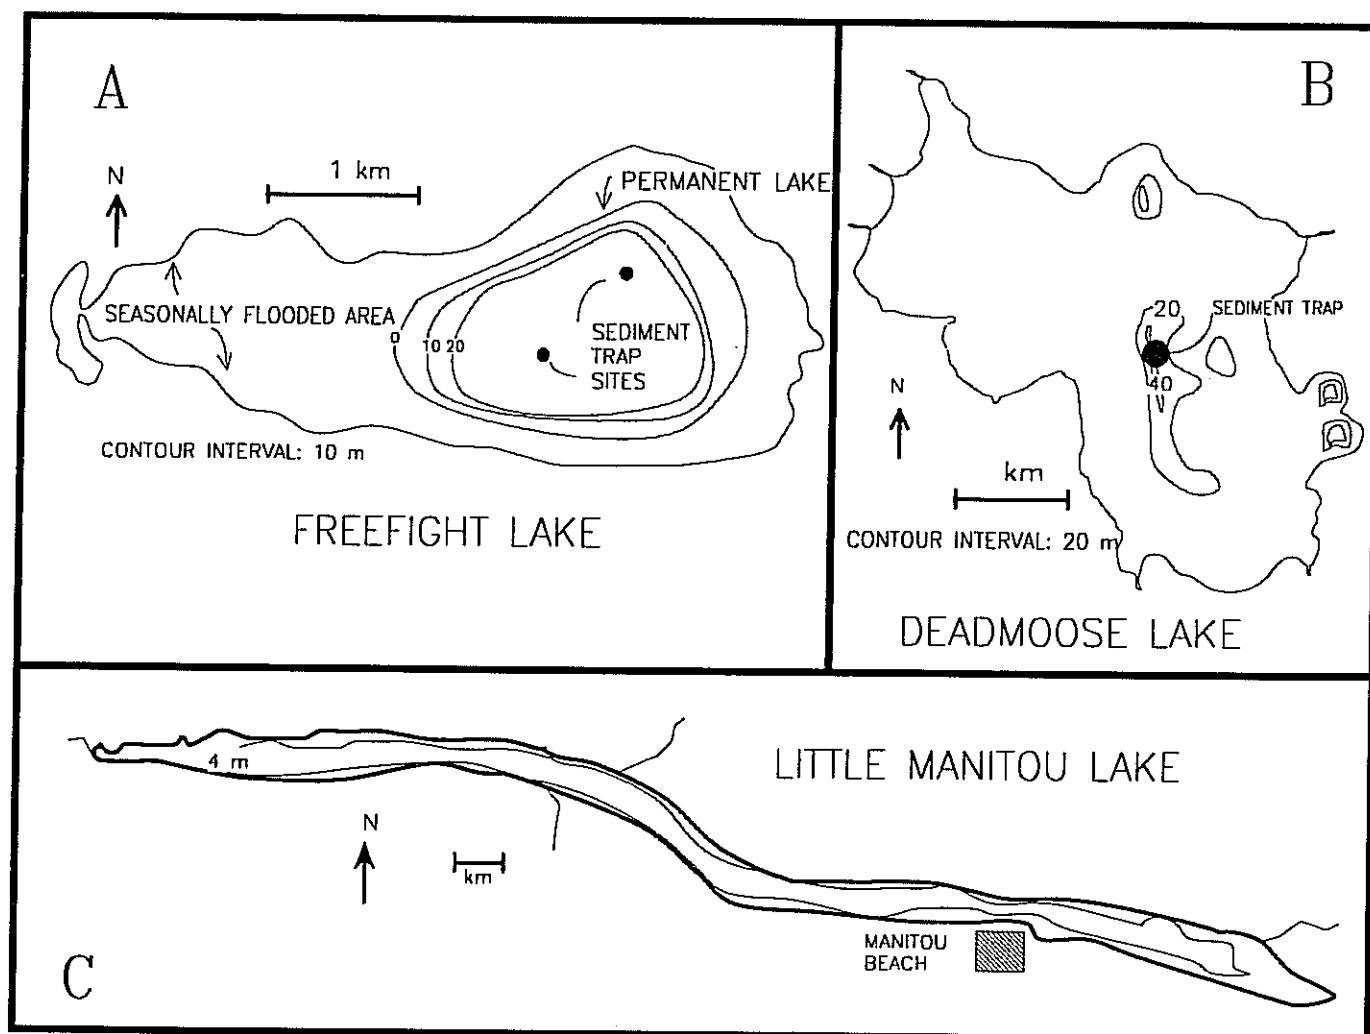 A
N
1 km
PERMANENT LAKE
SEASONALLY FLOODED AREA
0
10
20
SEDIMENT
TRAP
SITES
CONTOUR INTERVAL: 10 m
FREEFIGHT LAKE
B
20
SEDIMENT TRAP
40
N
km
CONTOUR INTERVAL: 20 m
DEADMOOSE LAKE
4 m
LITTLE MANITOU LAKE
N
km
MANITOU
BEACH
C